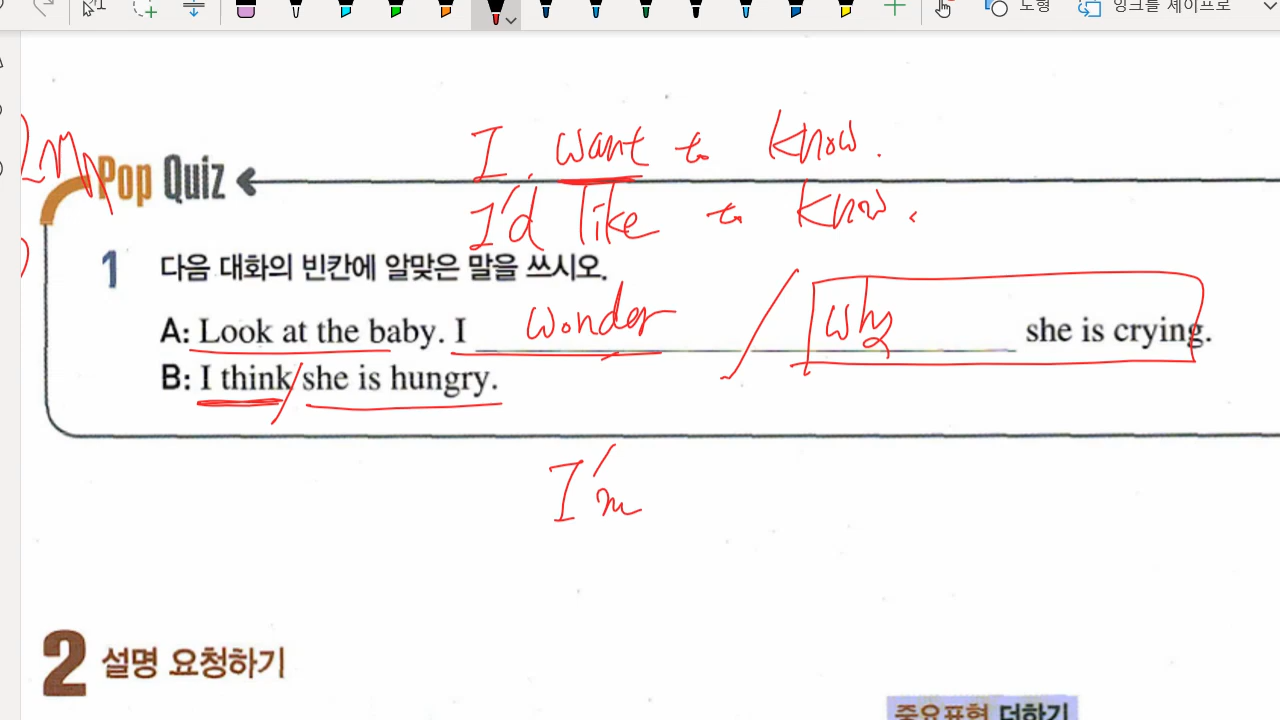 도형
잉크를 셰이프로
I want to know.
Pop Quiz
I'd like to know.
1 다음 대화의 빈칸에 알맞은 말을 쓰시오.
A: Look at the baby. I wonder / why she is crying.
B: I think / she is hungry.
I'm
2 설명 요청하기
중요표현 더하기